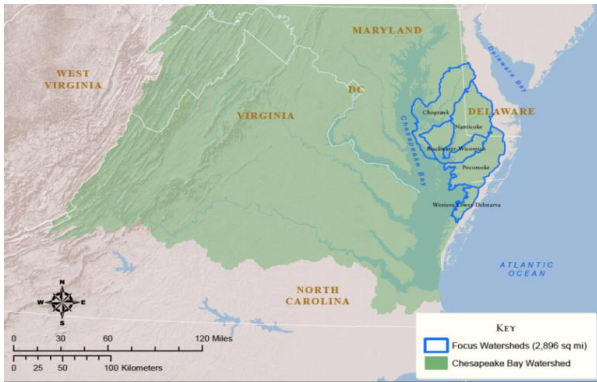 MARYLAND
Delaware Bay
WEST
VIRGINIA
DC
VIRGINIA
DELAWARE
Choptank
Chesapeake Bay
Nanticoke
Blackwater-Wicomico
Pocomoke
Western Lower Delmarva
ATLANTIC
OCEAN
NORTH
CAROLINA
N
W E
S
0 30 60 120 Miles
0 25 50 100 Kilometers
KEY
Focus Watersheds (2,896 sq mi)
Chesapeake Bay Watershed